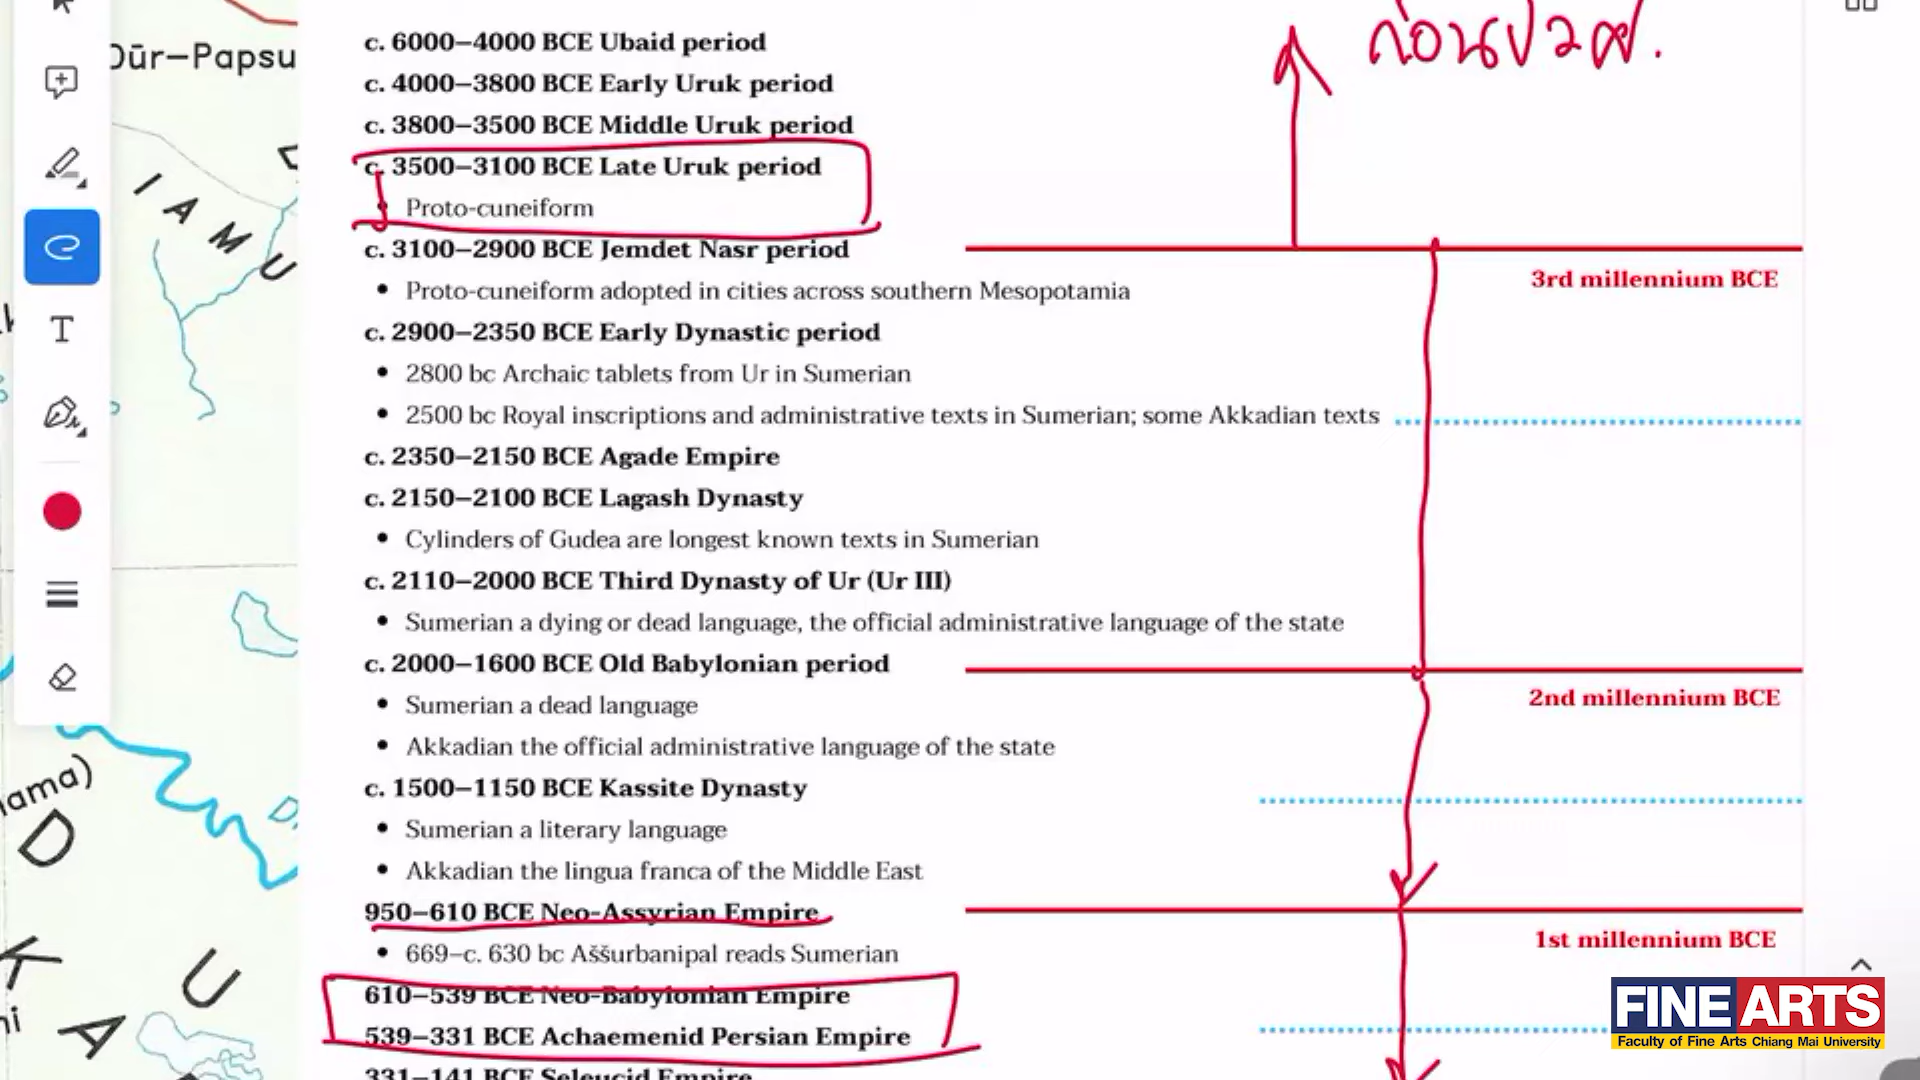 Dūr–Papsu
ก่อนปวศ.
c. 6000–4000 BCE Ubaid period
c. 4000–3800 BCE Early Uruk period
c. 3800–3500 BCE Middle Uruk period
c. 3500–3100 BCE Late Uruk period
• Proto-cuneiform
c. 3100–2900 BCE Jemdet Nasr period
3rd millennium BCE
• Proto-cuneiform adopted in cities across southern Mesopotamia
c. 2900–2350 BCE Early Dynastic period
• 2800 bc Archaic tablets from Ur in Sumerian
• 2500 bc Royal inscriptions and administrative texts in Sumerian; some Akkadian texts
c. 2350–2150 BCE Agade Empire
c. 2150–2100 BCE Lagash Dynasty
• Cylinders of Gudea are longest known texts in Sumerian
c. 2110–2000 BCE Third Dynasty of Ur (Ur III)
• Sumerian a dying or dead language, the official administrative language of the state
c. 2000–1600 BCE Old Babylonian period
2nd millennium BCE
• Sumerian a dead language
• Akkadian the official administrative language of the state
c. 1500–1150 BCE Kassite Dynasty
• Sumerian a literary language
• Akkadian the lingua franca of the Middle East
950–610 BCE Neo-Assyrian Empire
1st millennium BCE
• 669–c. 630 bc Aššurbanipal reads Sumerian
610–539 BCE Neo-Babylonian Empire
539–331 BCE Achaemenid Persian Empire
331–141 BCE Seleucid Empire
IAMU
ama)
D
K
U
A
T
FINE ARTS
Faculty of Fine Arts Chiang Mai University